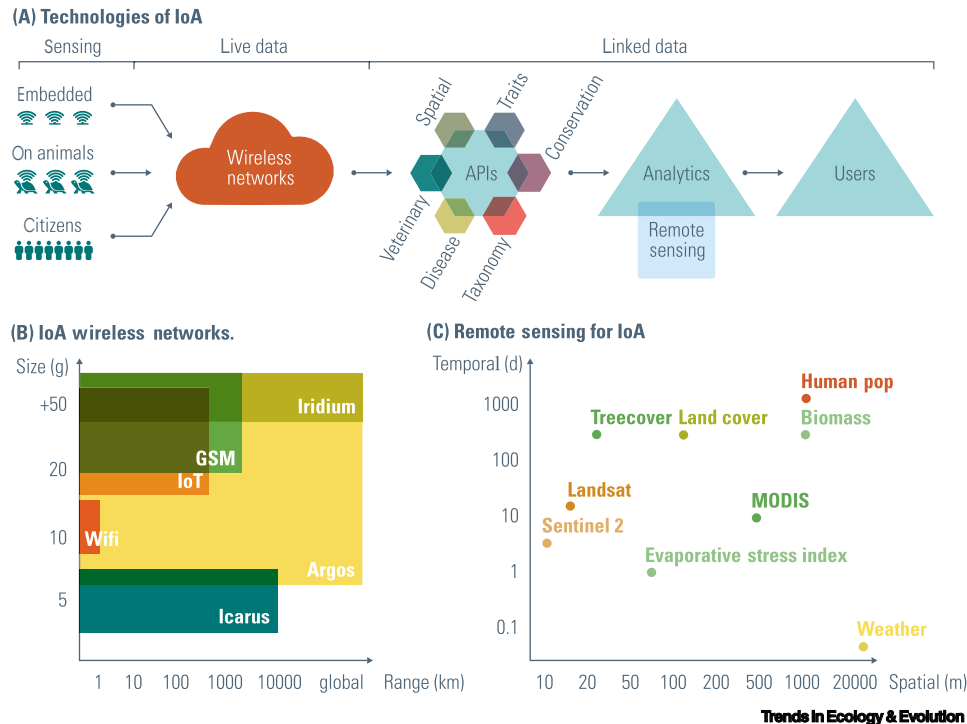 (A) Technologies of IoA
Sensing
Live data
Linked data
Embedded
On animals
Citizens
Wireless
networks
Spatial
Traits
Conservation
Veterinary
Disease
Taxonomy
APIs
Analytics
Remote
sensing
Users
(B) IoA wireless networks.
Size (g)
+50
20
10
5
Iridium
GSM
IoT
Wifi
Argos
Icarus
1 10 100 1000 10000 global Range (km)
(C) Remote sensing for IoA
Temporal (d)
1000
100
10
1
0.1
Human pop
Treecover
Land cover
Biomass
Landsat
MODIS
Sentinel 2
Evaporative stress index
Weather
10 20 50 100 200 500 1000 20000 Spatial (m)
Trends in Ecology & Evolution